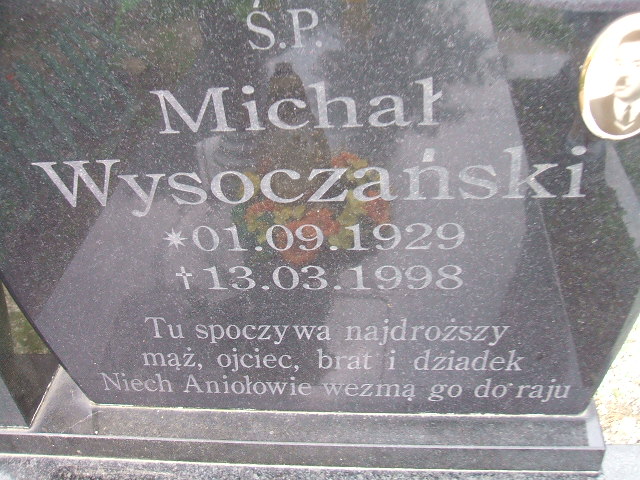 Ś.P.
Michał
Wysoczański
*01.09.1929
†13.03.1998
Tu spoczywa najdroższy
mąż, ojciec, brat i dziadek
Niech Aniołowie wezmą go do raju